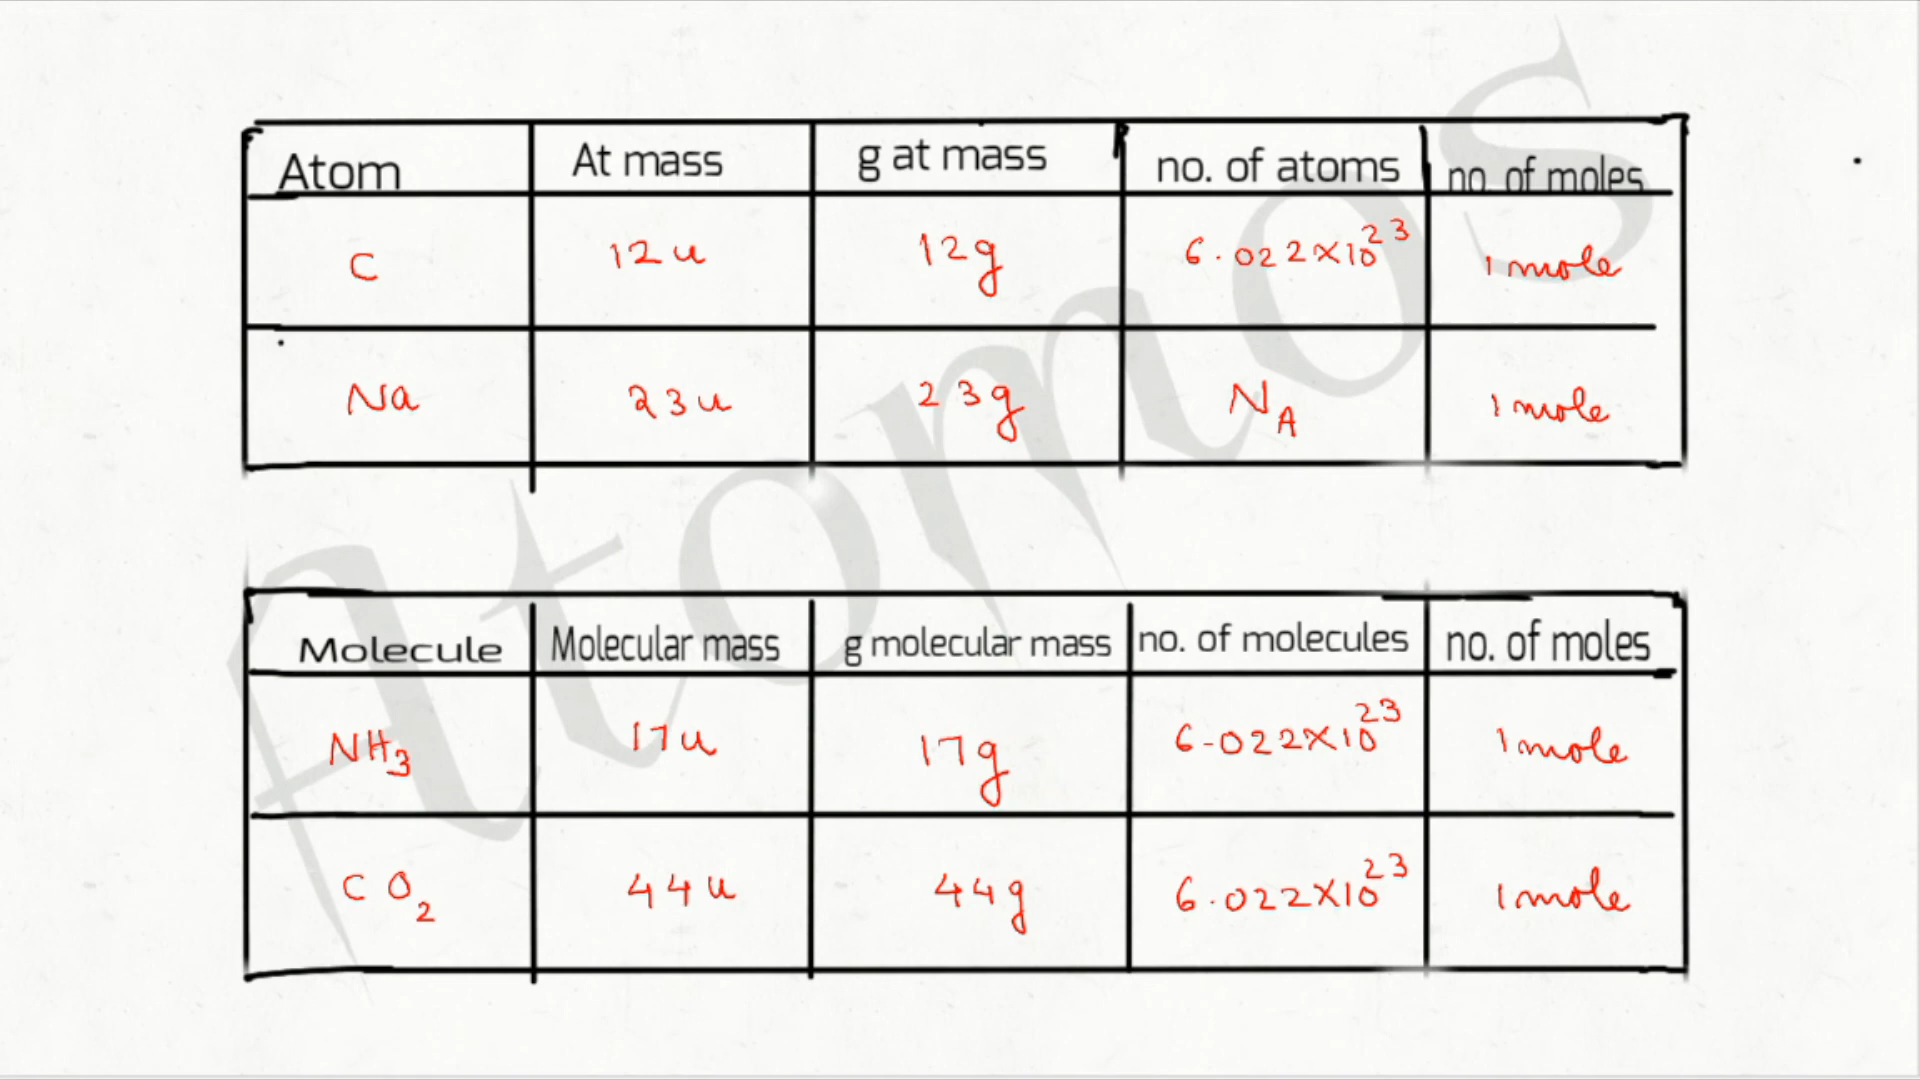 Atom At mass g at mass no. of atoms no. of moles
C 12u 12g 6.022×10²³ 1 mole
Na 23u 23g N_A 1 mole
Molecule Molecular mass g molecular mass no. of molecules no. of moles
NH₃ 17u 17g 6.022×10²³ 1 mole
CO₂ 44u 44g 6.022×10²³ 1 mole
Atomos